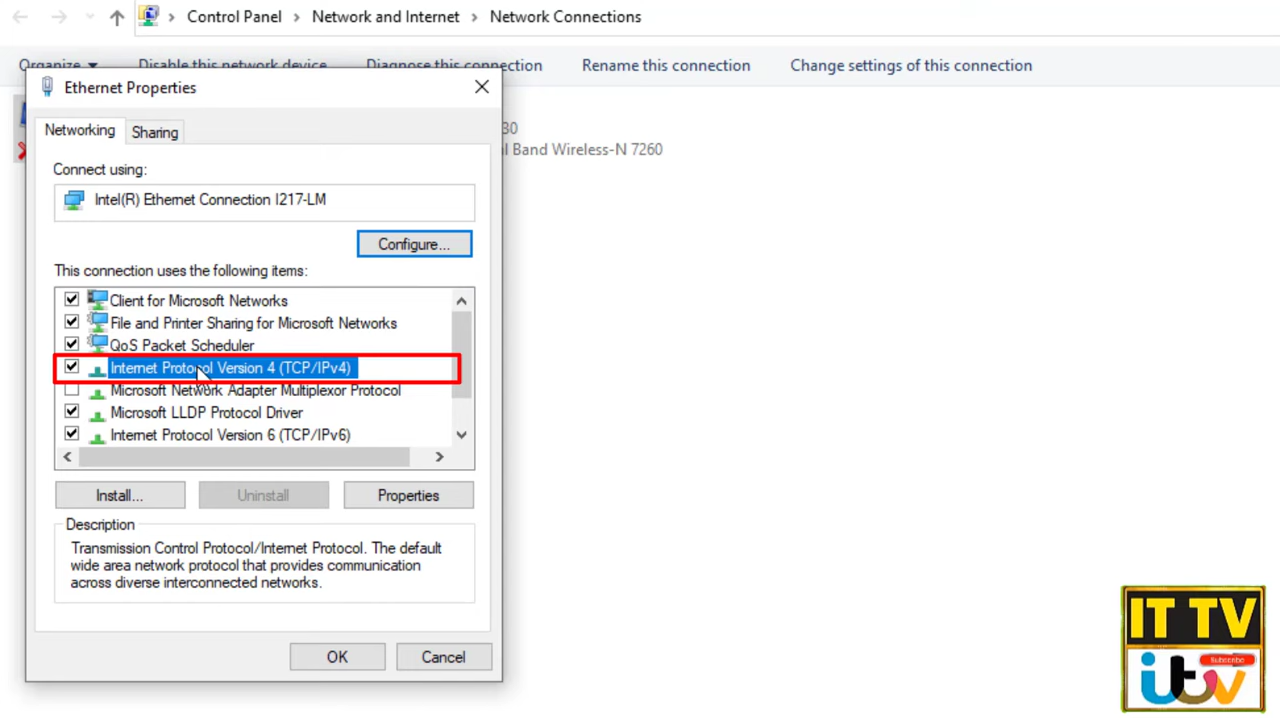 Control Panel > Network and Internet > Network Connections
Organize Disable this network device Diagnose this connection Rename this connection Change settings of this connection
Ethernet Properties
30
l Band Wireless-N 7260
Networking Sharing
Connect using:
Intel(R) Ethernet Connection I217-LM
Configure...
This connection uses the following items:
Client for Microsoft Networks
File and Printer Sharing for Microsoft Networks
QoS Packet Scheduler
Internet Protocol Version 4 (TCP/IPv4)
Microsoft Network Adapter Multiplexor Protocol
Microsoft LLDP Protocol Driver
Internet Protocol Version 6 (TCP/IPv6)
Install... Uninstall Properties
Description
Transmission Control Protocol/Internet Protocol. The default
wide area network protocol that provides communication
across diverse interconnected networks.
OK Cancel
IT TV
Subscribe
itv